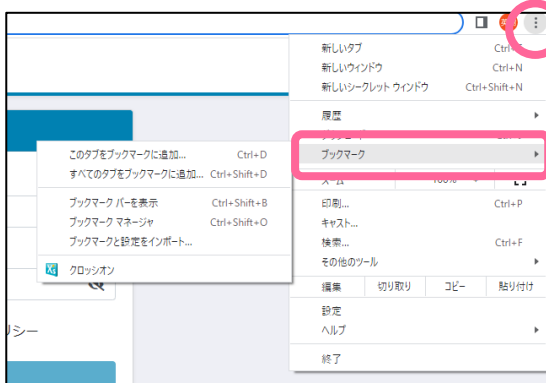 新しいタブ
新しいウィンドウ Ctrl+N
新しいシークレット ウィンドウ Ctrl+Shift+N
履歴
ブックマーク
印刷... Ctrl+P
キャスト...
検索... Ctrl+F
その他のツール
編集 切り取り コピー 貼り付け
設定
ヘルプ
終了
このタブをブックマークに追加... Ctrl+D
すべてのタブをブックマークに追加... Ctrl+Shift+D
ブックマーク バーを表示 Ctrl+Shift+B
ブックマーク マネージャ Ctrl+Shift+O
ブックマークと設定をインポート...
クロッシオン
リシー